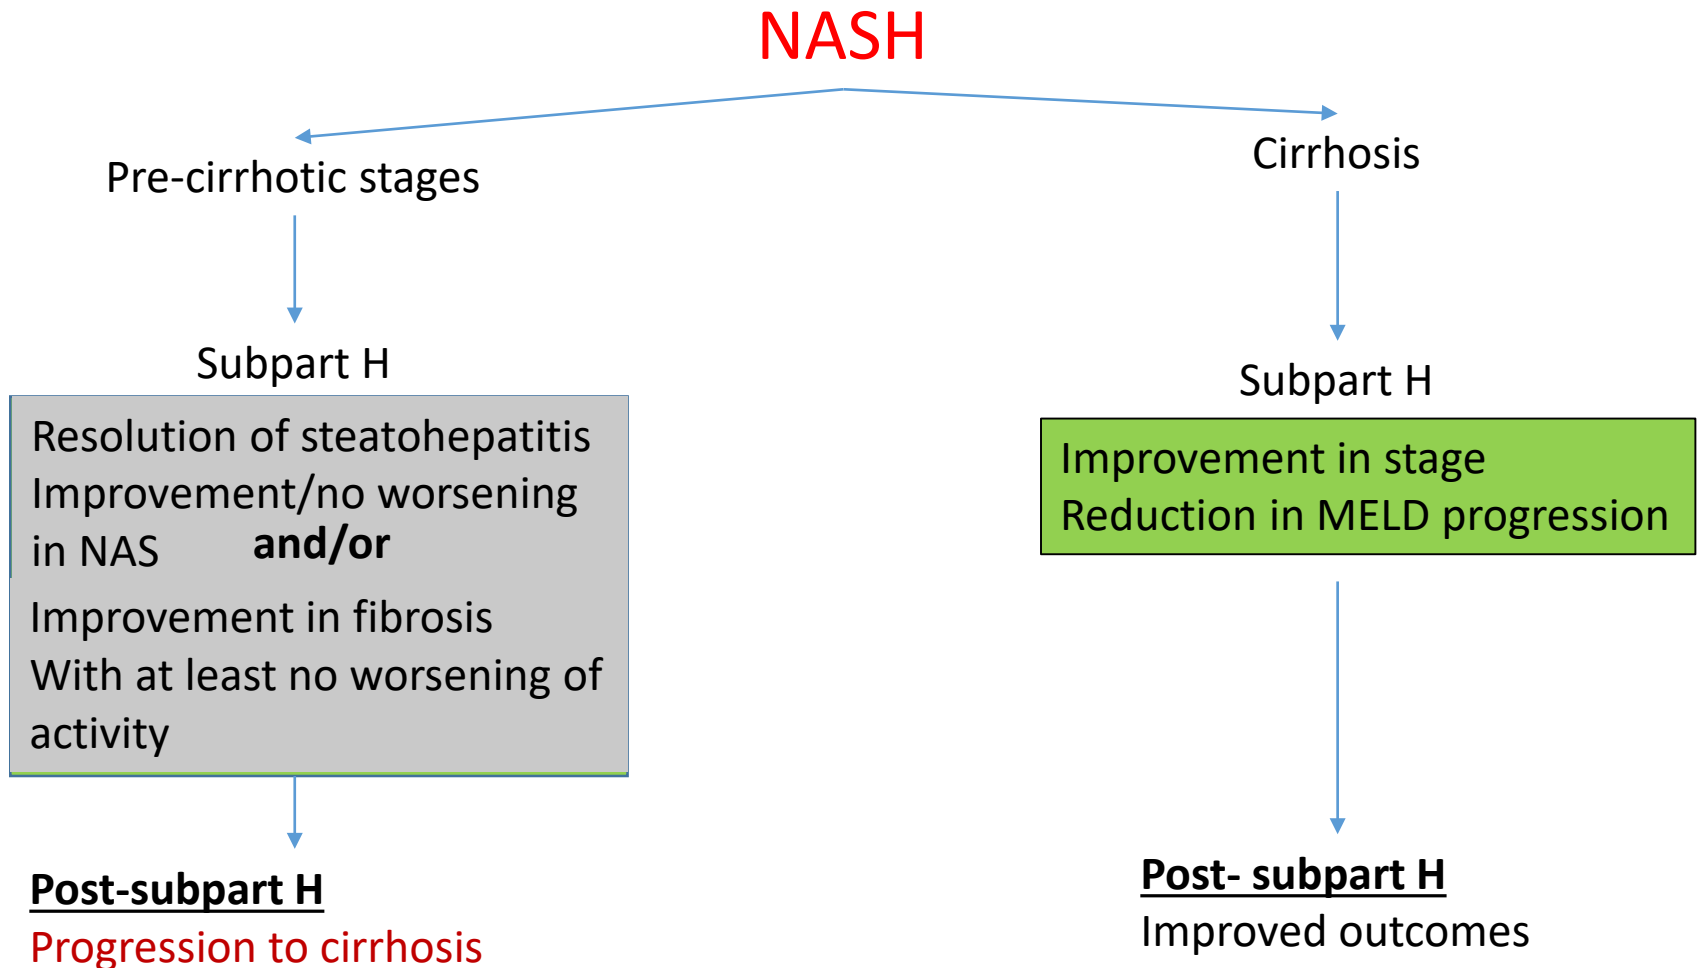 NASH
Pre-cirrhotic stages
Subpart H
Resolution of steatohepatitis
Improvement/no worsening
in NAS and/or
Improvement in fibrosis
With at least no worsening of
activity
Post-subpart H
Progression to cirrhosis
Cirrhosis
Subpart H
Improvement in stage
Reduction in MELD progression
Post- subpart H
Improved outcomes